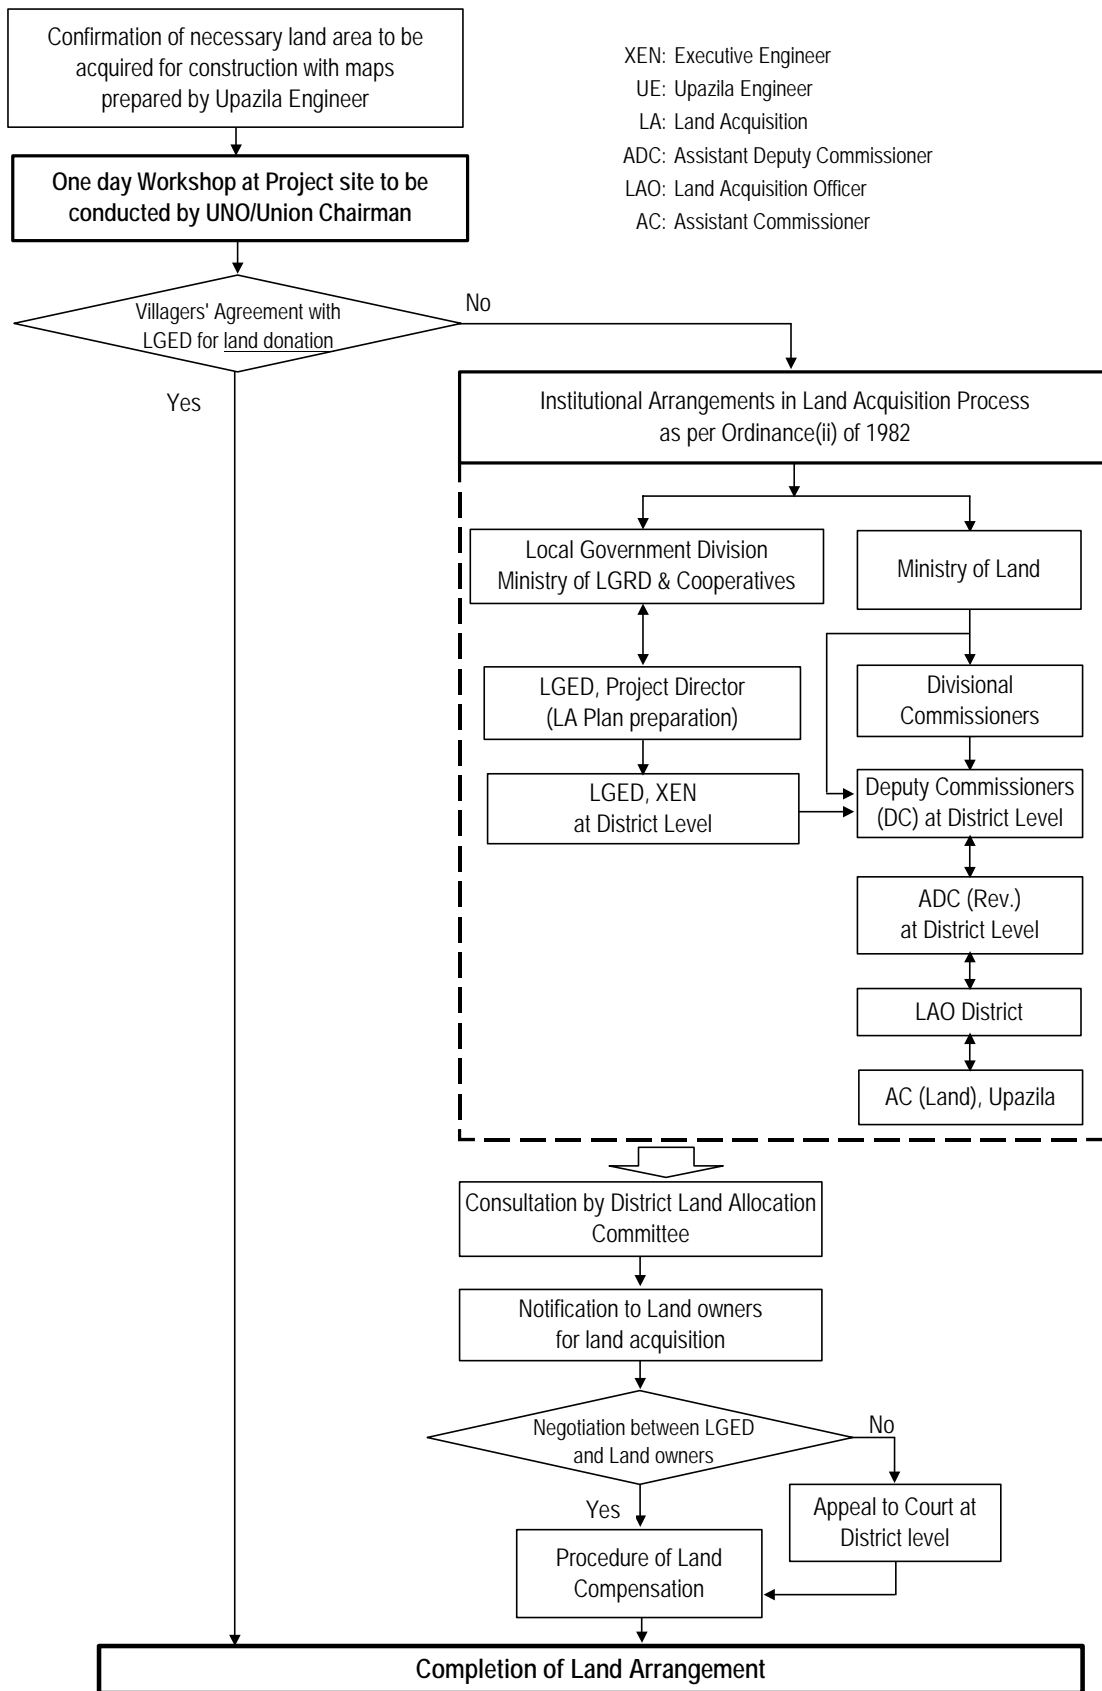 Confirmation of necessary land area to be
acquired for construction with maps
prepared by Upazila Engineer
XEN: Executive Engineer
UE: Upazila Engineer
LA: Land Acquisition
ADC: Assistant Deputy Commissioner
LAO: Land Acquisition Officer
AC: Assistant Commissioner
One day Workshop at Project site to be
conducted by UNO/Union Chairman
Villagers' Agreement with
LGED for land donation
No
Yes
Institutional Arrangements in Land Acquisition Process
as per Ordinance(ii) of 1982
Local Government Division
Ministry of LGRD & Cooperatives
Ministry of Land
LGED, Project Director
(LA Plan preparation)
Divisional
Commissioners
LGED, XEN
at District Level
Deputy Commissioners
(DC) at District Level
ADC (Rev.)
at District Level
LAO District
AC (Land), Upazila
Consultation by District Land Allocation
Committee
Notification to Land owners
for land acquisition
Negotiation between LGED
and Land owners
No
Yes
Appeal to Court at
District level
Procedure of Land
Compensation
Completion of Land Arrangement